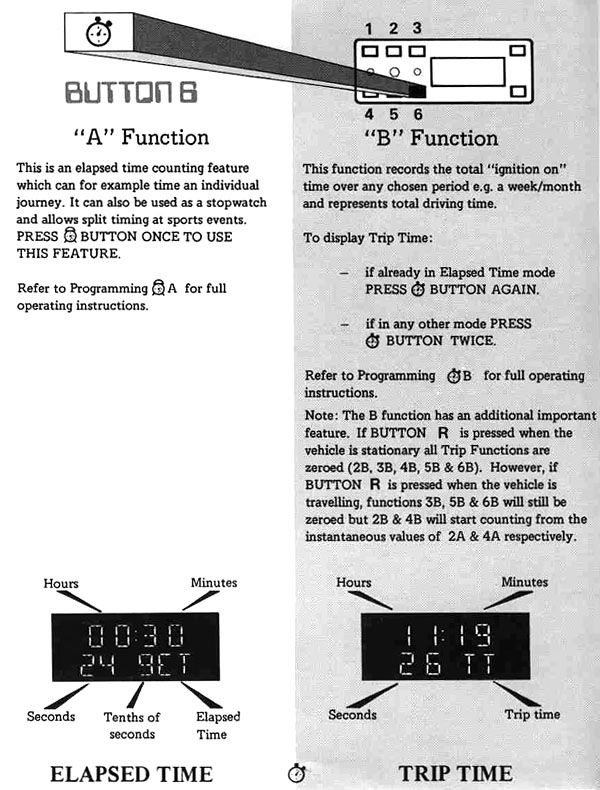 BUTTON 6
"A" Function
This is an elapsed time counting feature
which can for example time an individual
journey. It can also be used as a stopwatch
and allows split timing at sports events.
PRESS BUTTON ONCE TO USE
THIS FEATURE.
Refer to Programming A for full
operating instructions.
Hours
Minutes
00:30
24 9ET
Seconds
Tenths of
seconds
Elapsed
Time
ELAPSED TIME
1 2 3
4 5 6
"B" Function
This function records the total "ignition on"
time over any chosen period e.g. a week/month
and represents total driving time.
To display Trip Time:
– if already in Elapsed Time mode
PRESS BUTTON AGAIN.
– if in any other mode PRESS
BUTTON TWICE.
Refer to Programming B for full operating
instructions.
Note: The B function has an additional important
feature. If BUTTON R is pressed when the
vehicle is stationary all Trip Functions are
zeroed (2B, 3B, 4B, 5B & 6B). However, if
BUTTON R is pressed when the vehicle is
travelling, functions 3B, 5B & 6B will still be
zeroed but 2B & 4B will start counting from the
instantaneous values of 2A & 4A respectively.
Hours
Minutes
11:19
26 TT
Seconds
Trip time
TRIP TIME